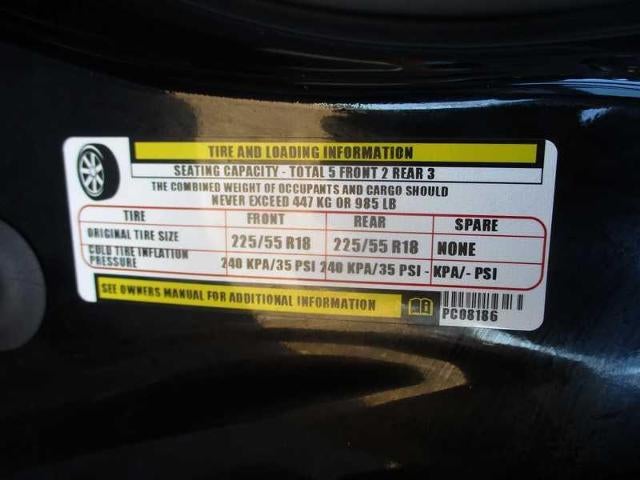 TIRE AND LOADING INFORMATION
SEATING CAPACITY - TOTAL 5 FRONT 2 REAR 3
THE COMBINED WEIGHT OF OCCUPANTS AND CARGO SHOULD
NEVER EXCEED 447 KG OR 985 LB
TIRE FRONT REAR SPARE
ORIGINAL TIRE SIZE 225/55 R18 225/55 R18 NONE
COLD TIRE INFLATION
PRESSURE 240 KPA/35 PSI 240 KPA/35 PSI - KPA/- PSI
SEE OWNERS MANUAL FOR ADDITIONAL INFORMATION
PC08186